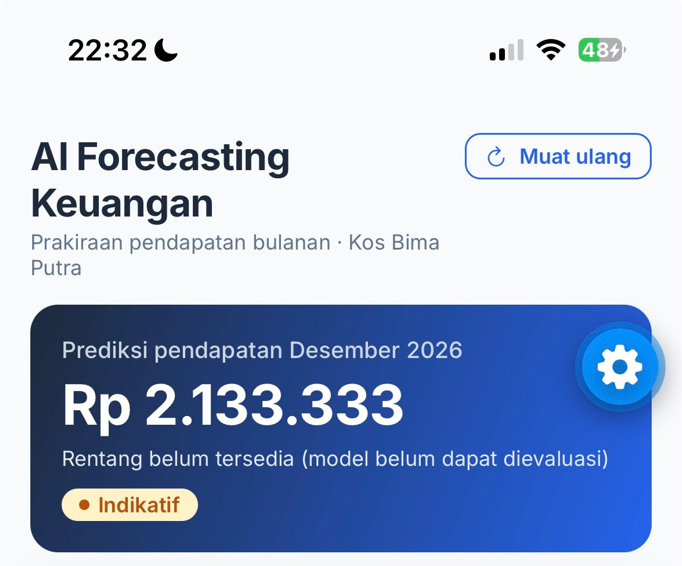 22:32
48
AI Forecasting
Keuangan
Muat ulang
Prakiraan pendapatan bulanan · Kos Bima
Putra
Prediksi pendapatan Desember 2026
Rp 2.133.333
Rentang belum tersedia (model belum dapat dievaluasi)
Indikatif